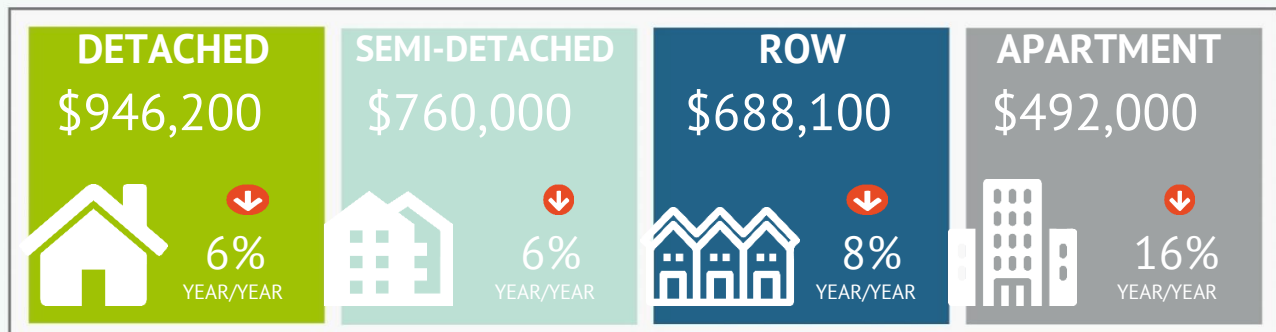 DETACHED
$946,200
6%
YEAR/YEAR
SEMI-DETACHED
$760,000
6%
YEAR/YEAR
ROW
$688,100
8%
YEAR/YEAR
APARTMENT
$492,000
16%
YEAR/YEAR